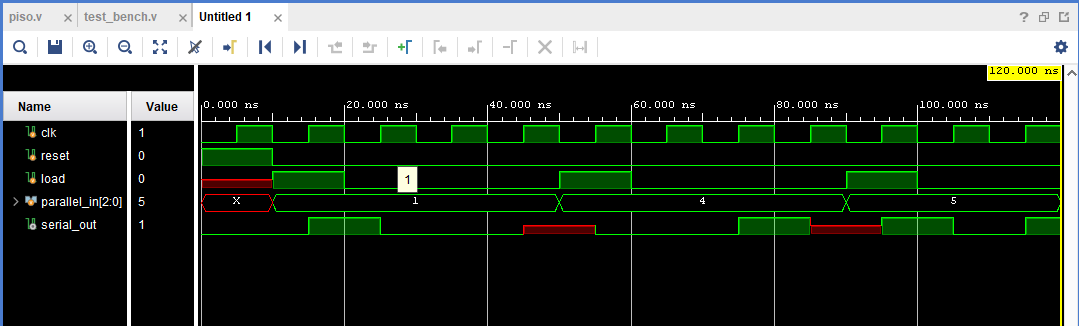 piso.v × test_bench.v × Untitled 1 ×
?
120.000 ns
Name Value
0.000 ns 20.000 ns 40.000 ns 60.000 ns 80.000 ns 100.000 ns
clk 1
reset 0
load 0 1
parallel_in[2:0] 5 X 1 4 5
serial_out 1